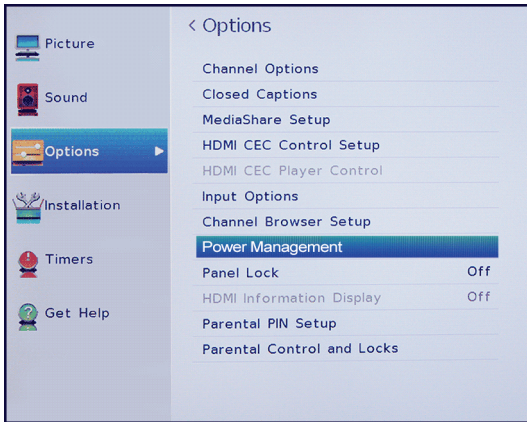 Picture
Sound
Options
Installation
Timers
Get Help
< Options
Channel Options
Closed Captions
MediaShare Setup
HDMI CEC Control Setup
HDMI CEC Player Control
Input Options
Channel Browser Setup
Power Management
Panel Lock Off
HDMI Information Display Off
Parental PIN Setup
Parental Control and Locks